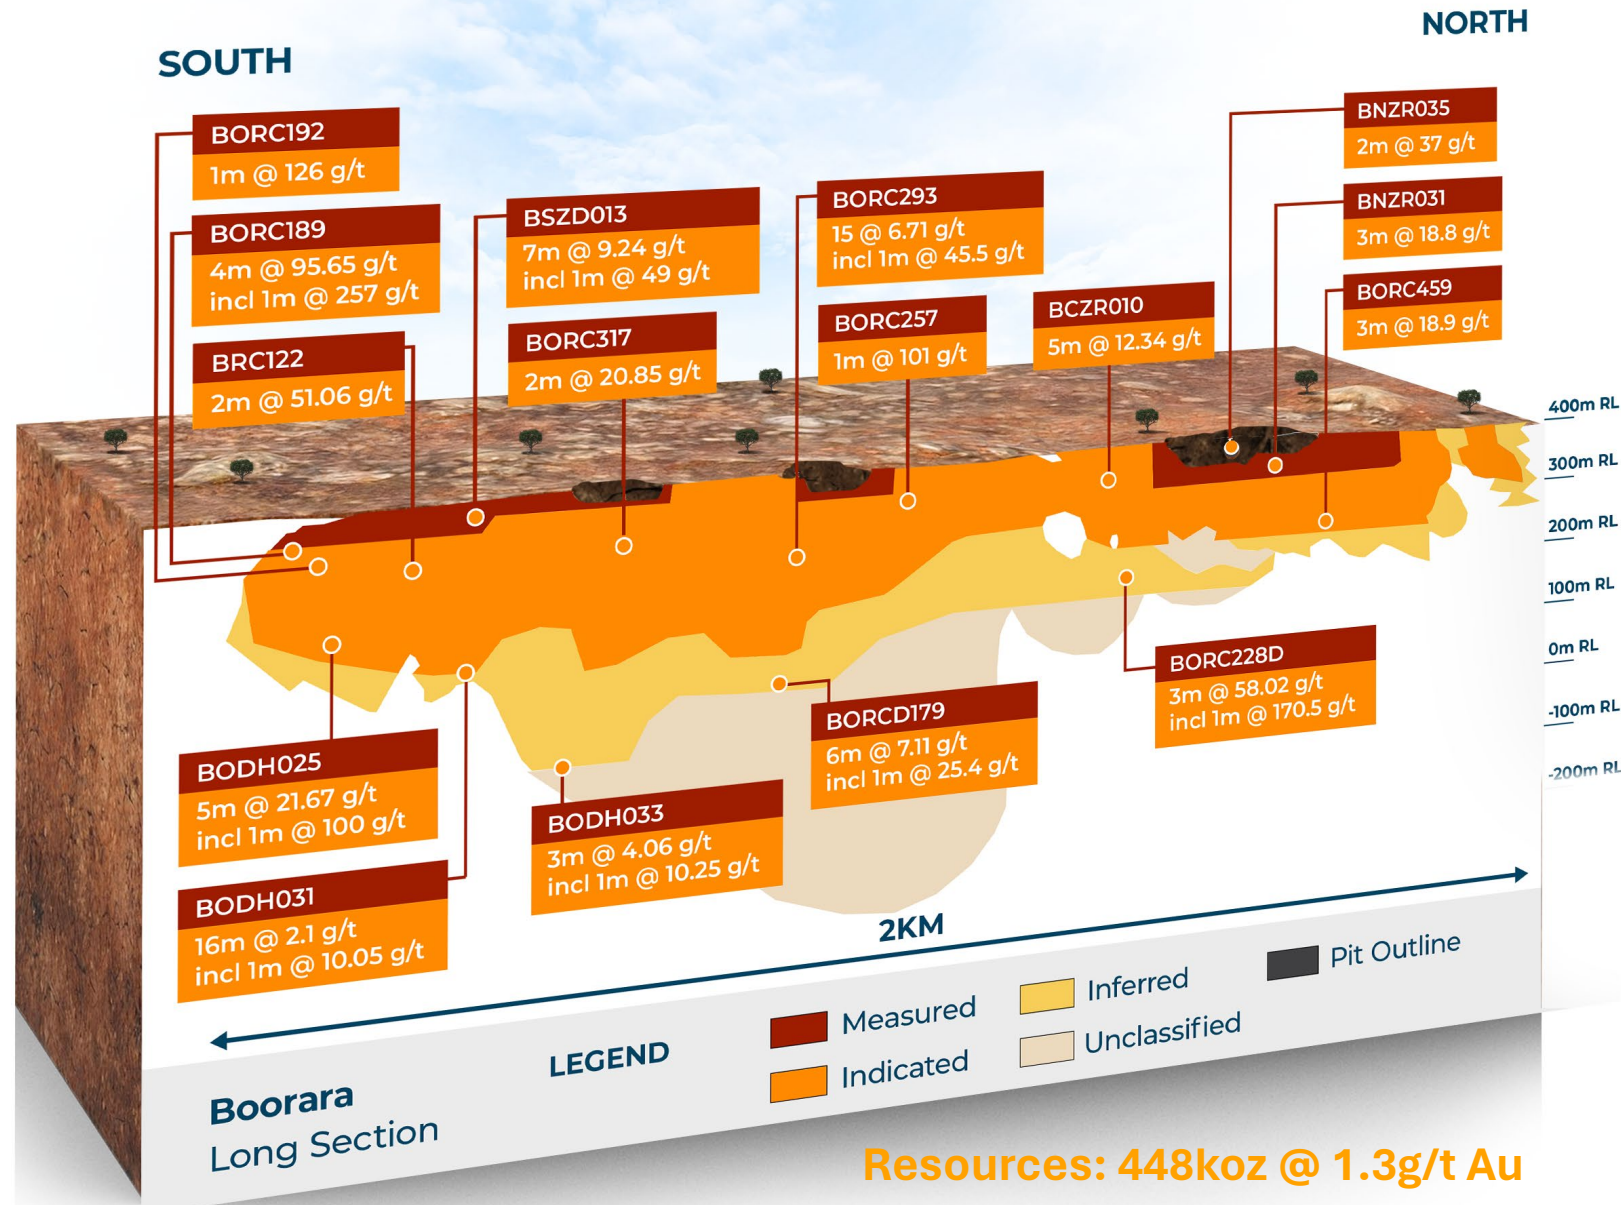 SOUTH
NORTH
BORC192
1m @ 126 g/t
BORC189
4m @ 95.65 g/t
incl 1m @ 257 g/t
BRC122
2m @ 51.06 g/t
BSZD013
7m @ 9.24 g/t
incl 1m @ 49 g/t
BORC317
2m @ 20.85 g/t
BORC293
15 @ 6.71 g/t
incl 1m @ 45.5 g/t
BORC257
1m @ 101 g/t
BCZR010
5m @ 12.34 g/t
BNZR035
2m @ 37 g/t
BNZR031
3m @ 18.8 g/t
BORC459
3m @ 18.9 g/t
400m RL
300m RL
200m RL
100m RL
0m RL
-100m RL
-200m RL
BODH025
5m @ 21.67 g/t
incl 1m @ 100 g/t
BODH031
16m @ 2.1 g/t
incl 1m @ 10.05 g/t
BODH033
3m @ 4.06 g/t
incl 1m @ 10.25 g/t
BORCD179
6m @ 7.11 g/t
incl 1m @ 25.4 g/t
BORC228D
3m @ 58.02 g/t
incl 1m @ 170.5 g/t
2KM
LEGEND
Measured
Indicated
Inferred
Unclassified
Pit Outline
Boorara
Long Section
Resources: 448koz @ 1.3g/t Au